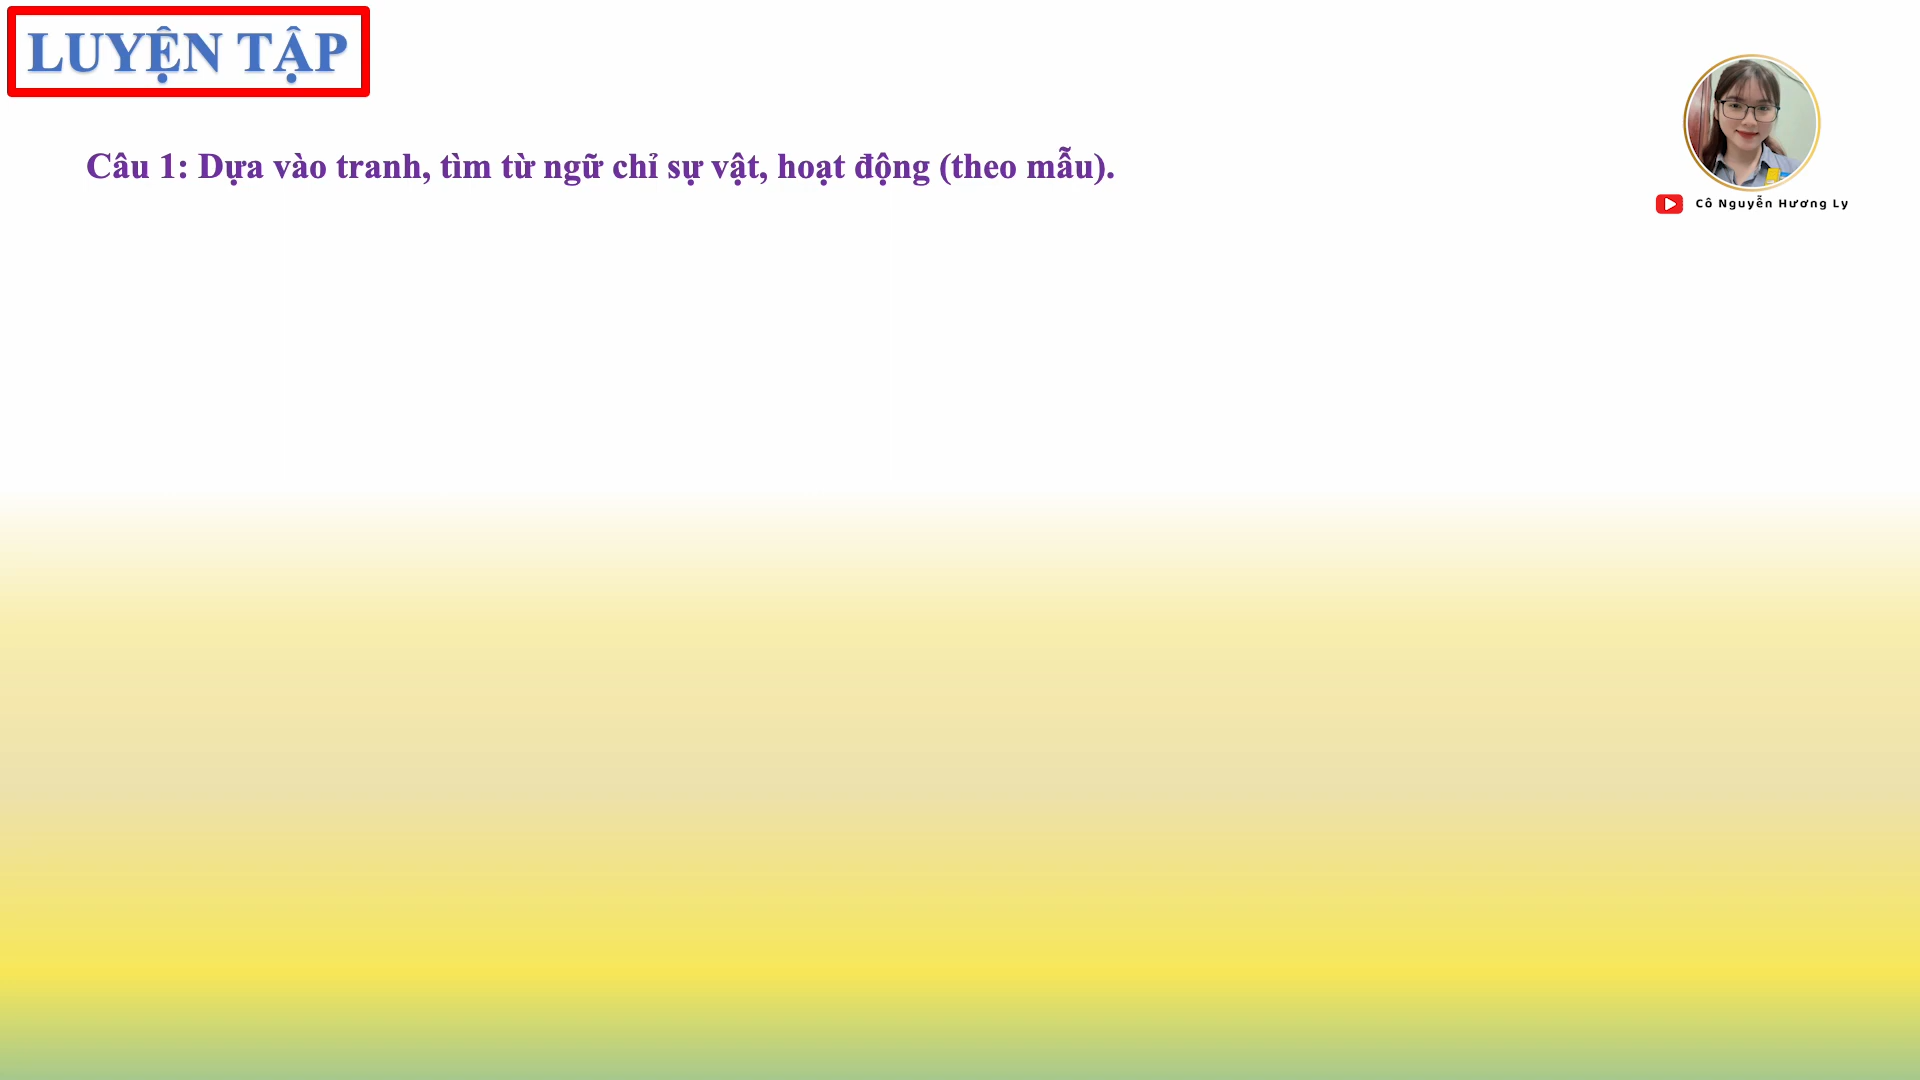 LUYỆN TẬP
Câu 1: Dựa vào tranh, tìm từ ngữ chỉ sự vật, hoạt động (theo mẫu).
Cô Nguyễn Hương Ly